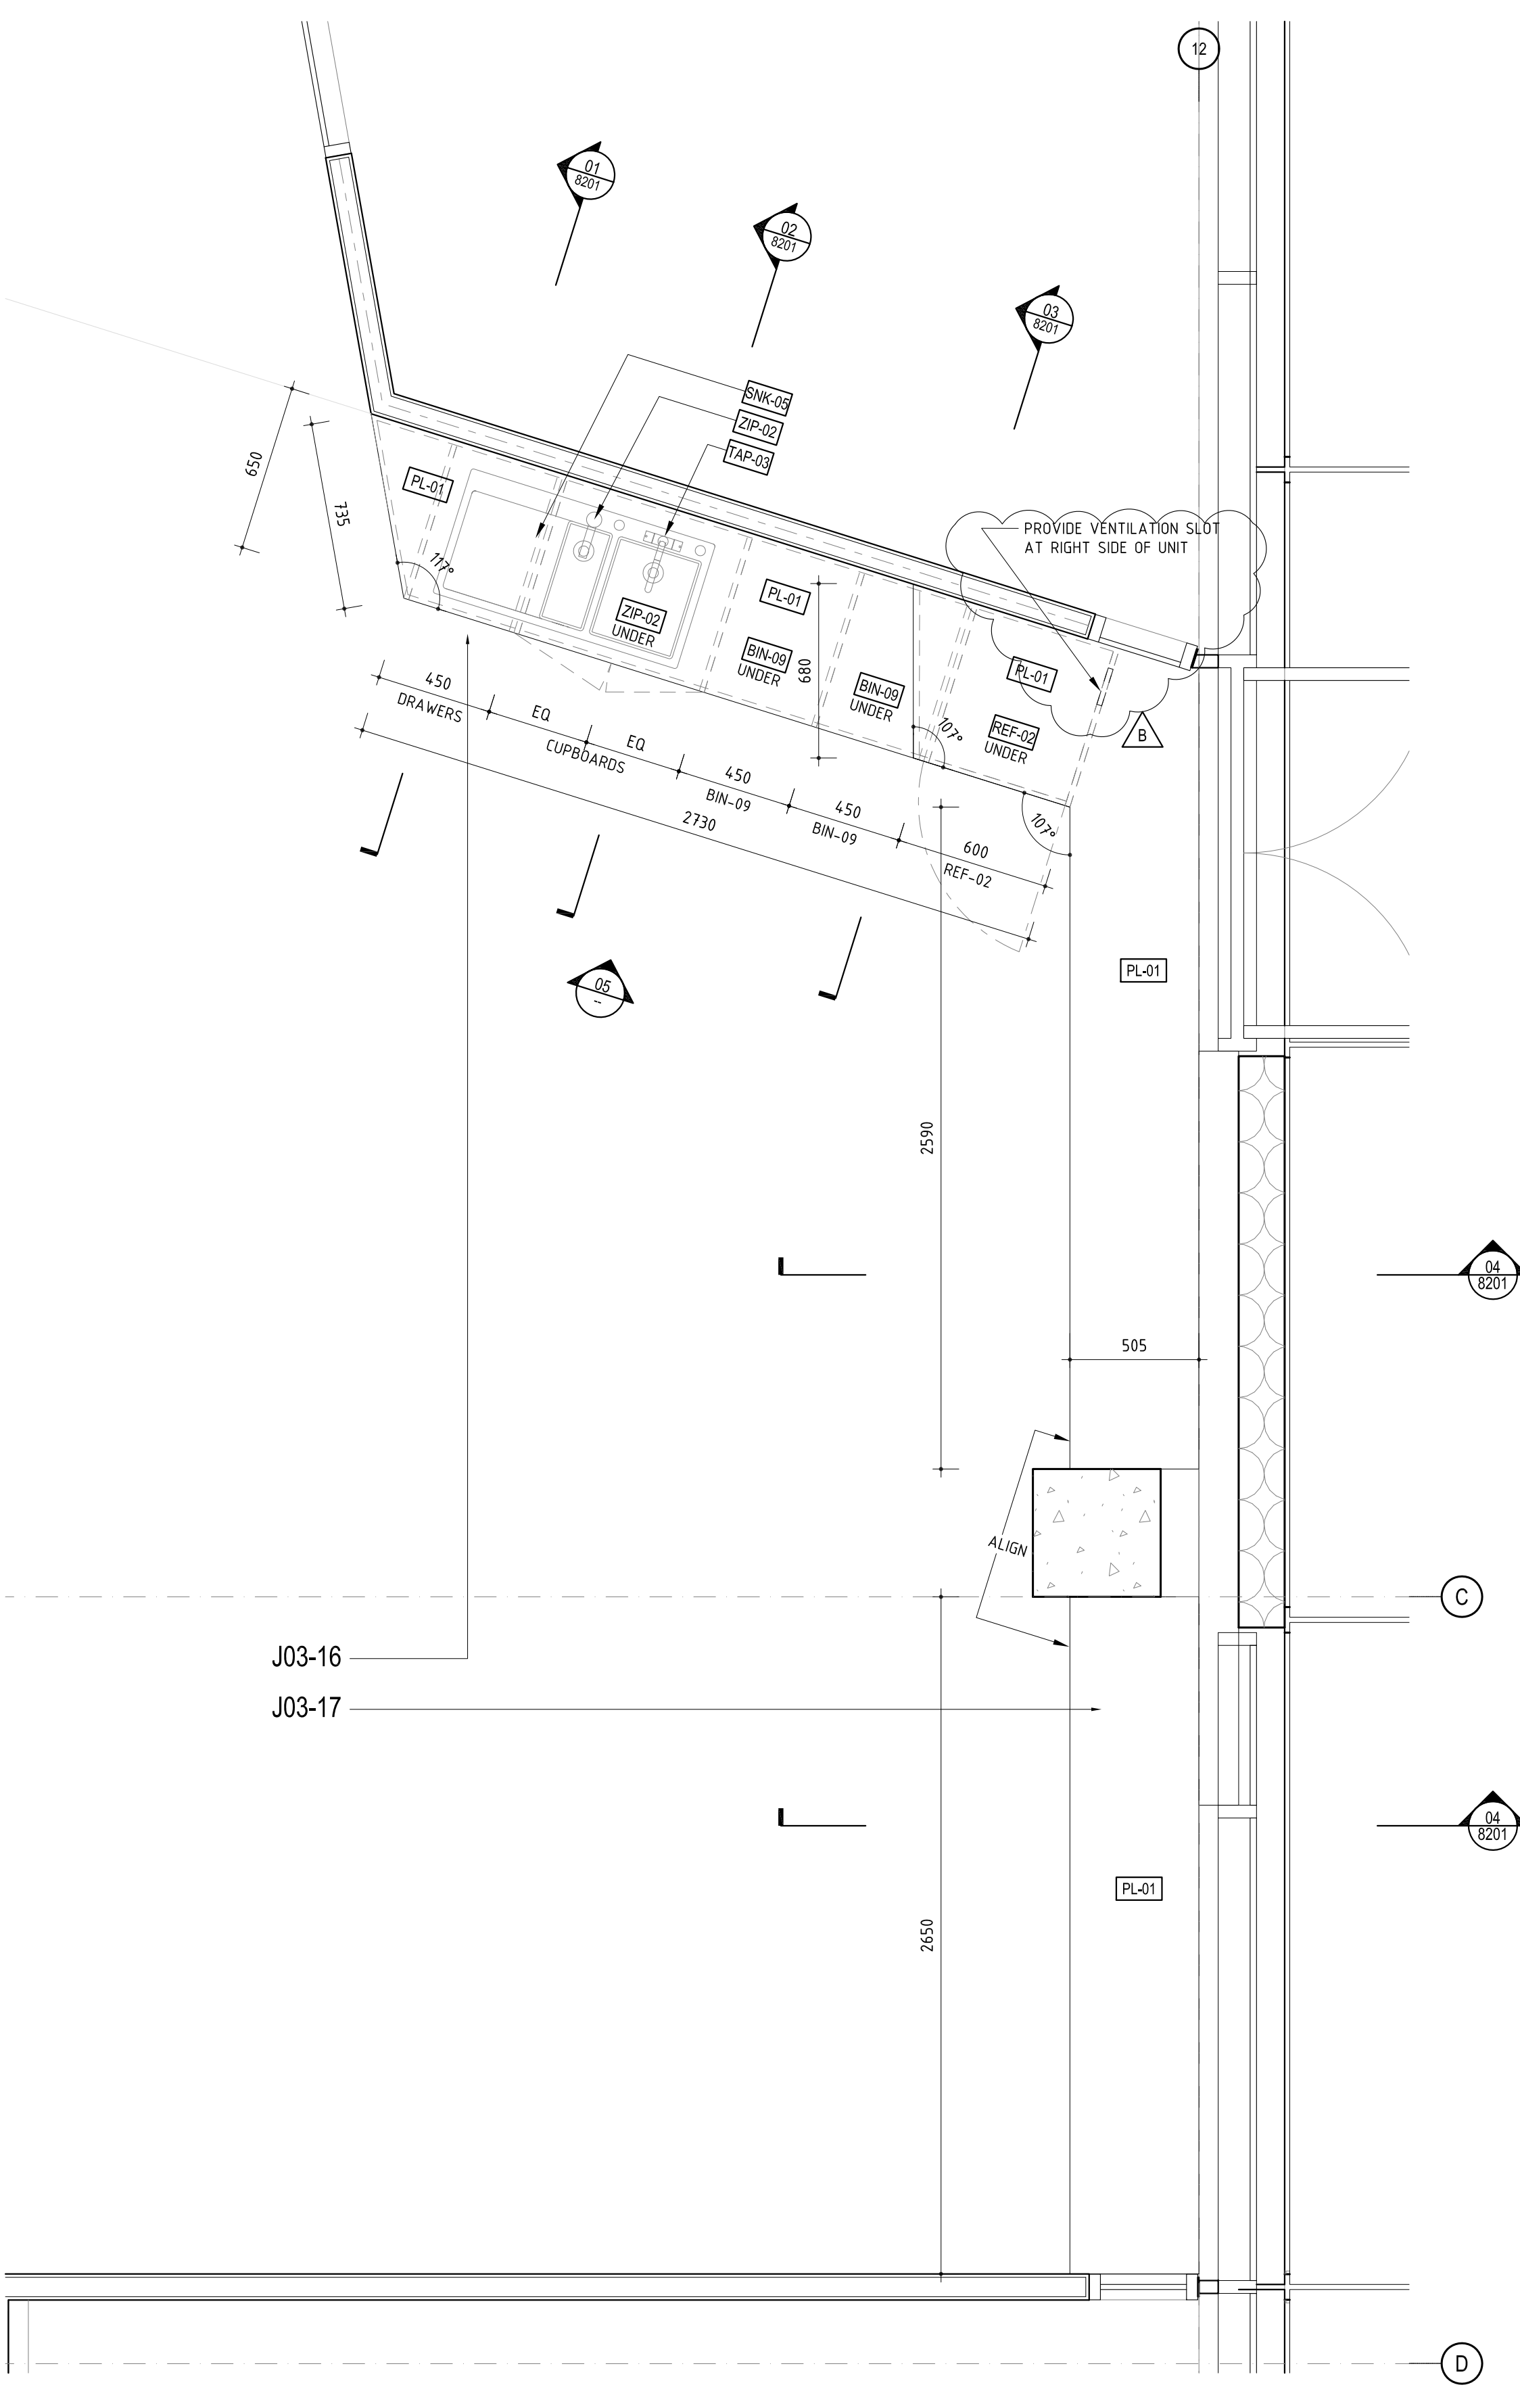 12
01
8201
02
8201
03
8201
SNK-05
ZIP-02
TAP-03
650
735
PL-01
117°
PROVIDE VENTILATION SLOT
AT RIGHT SIDE OF UNIT
ZIP-02
UNDER
PL-01
BIN-09
UNDER
680
BIN-09
UNDER
107°
PL-01
REF-02
UNDER
B
450
DRAWERS
EQ
CUPBOARDS
EQ
450
BIN-09
450
BIN-09
600
REF-02
2730
107°
05
--
PL-01
2590
04
8201
505
ALIGN
C
J03-16
J03-17
04
8201
PL-01
2650
D